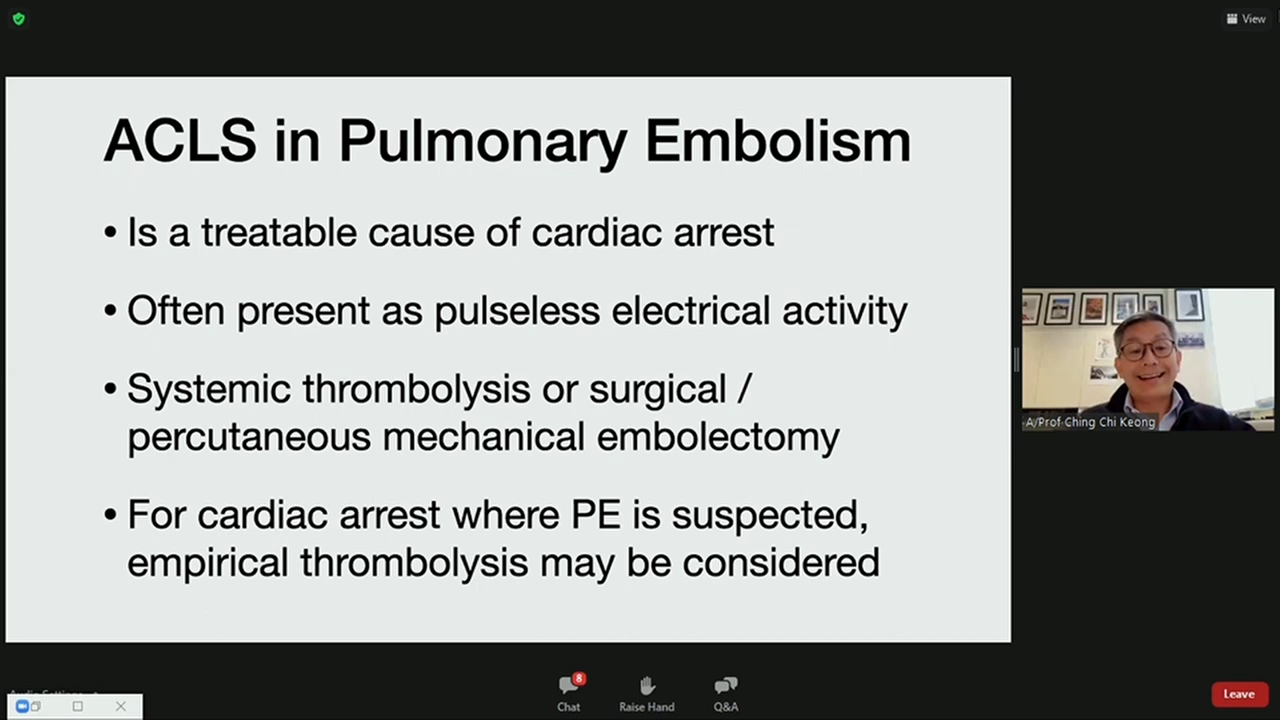 View
ACLS in Pulmonary Embolism
• Is a treatable cause of cardiac arrest
• Often present as pulseless electrical activity
• Systemic thrombolysis or surgical /
percutaneous mechanical embolectomy
• For cardiac arrest where PE is suspected,
empirical thrombolysis may be considered
A/Prof Ching Chi Keong
8
Chat
Raise Hand
Q&A
Leave